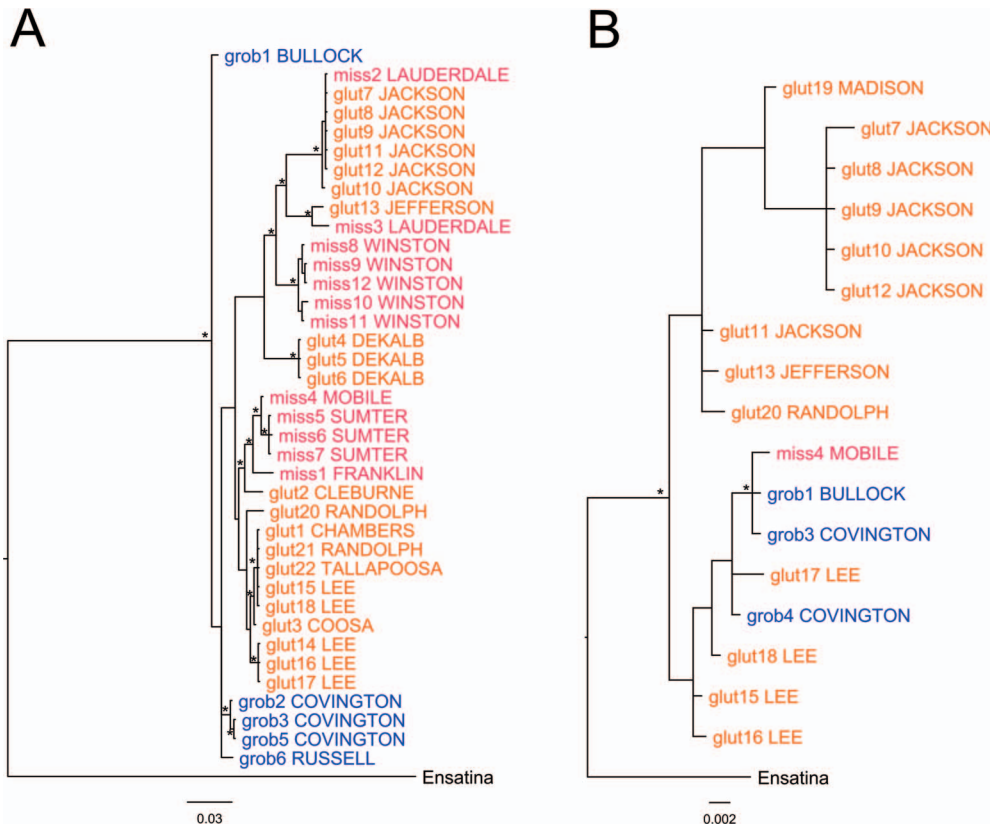 A
grob1 BULLOCK
miss2 LAUDERDALE
glut7 JACKSON
glut8 JACKSON
glut9 JACKSON
glut11 JACKSON
glut12 JACKSON
glut10 JACKSON
glut13 JEFFERSON
miss3 LAUDERDALE
miss8 WINSTON
miss9 WINSTON
miss12 WINSTON
miss10 WINSTON
miss11 WINSTON
glut4 DEKALB
glut5 DEKALB
glut6 DEKALB
miss4 MOBILE
miss5 SUMTER
miss6 SUMTER
miss7 SUMTER
miss1 FRANKLIN
glut2 CLEBURNE
glut20 RANDOLPH
glut1 CHAMBERS
glut21 RANDOLPH
glut22 TALLAPOOSA
glut15 LEE
glut18 LEE
glut3 COOSA
glut14 LEE
glut16 LEE
glut17 LEE
grob2 COVINGTON
grob3 COVINGTON
grob5 COVINGTON
grob6 RUSSELL
Ensatina
0.03
B
glut19 MADISON
glut7 JACKSON
glut8 JACKSON
glut9 JACKSON
glut10 JACKSON
glut12 JACKSON
glut11 JACKSON
glut13 JEFFERSON
glut20 RANDOLPH
miss4 MOBILE
grob1 BULLOCK
grob3 COVINGTON
glut17 LEE
grob4 COVINGTON
glut18 LEE
glut15 LEE
glut16 LEE
Ensatina
0.002